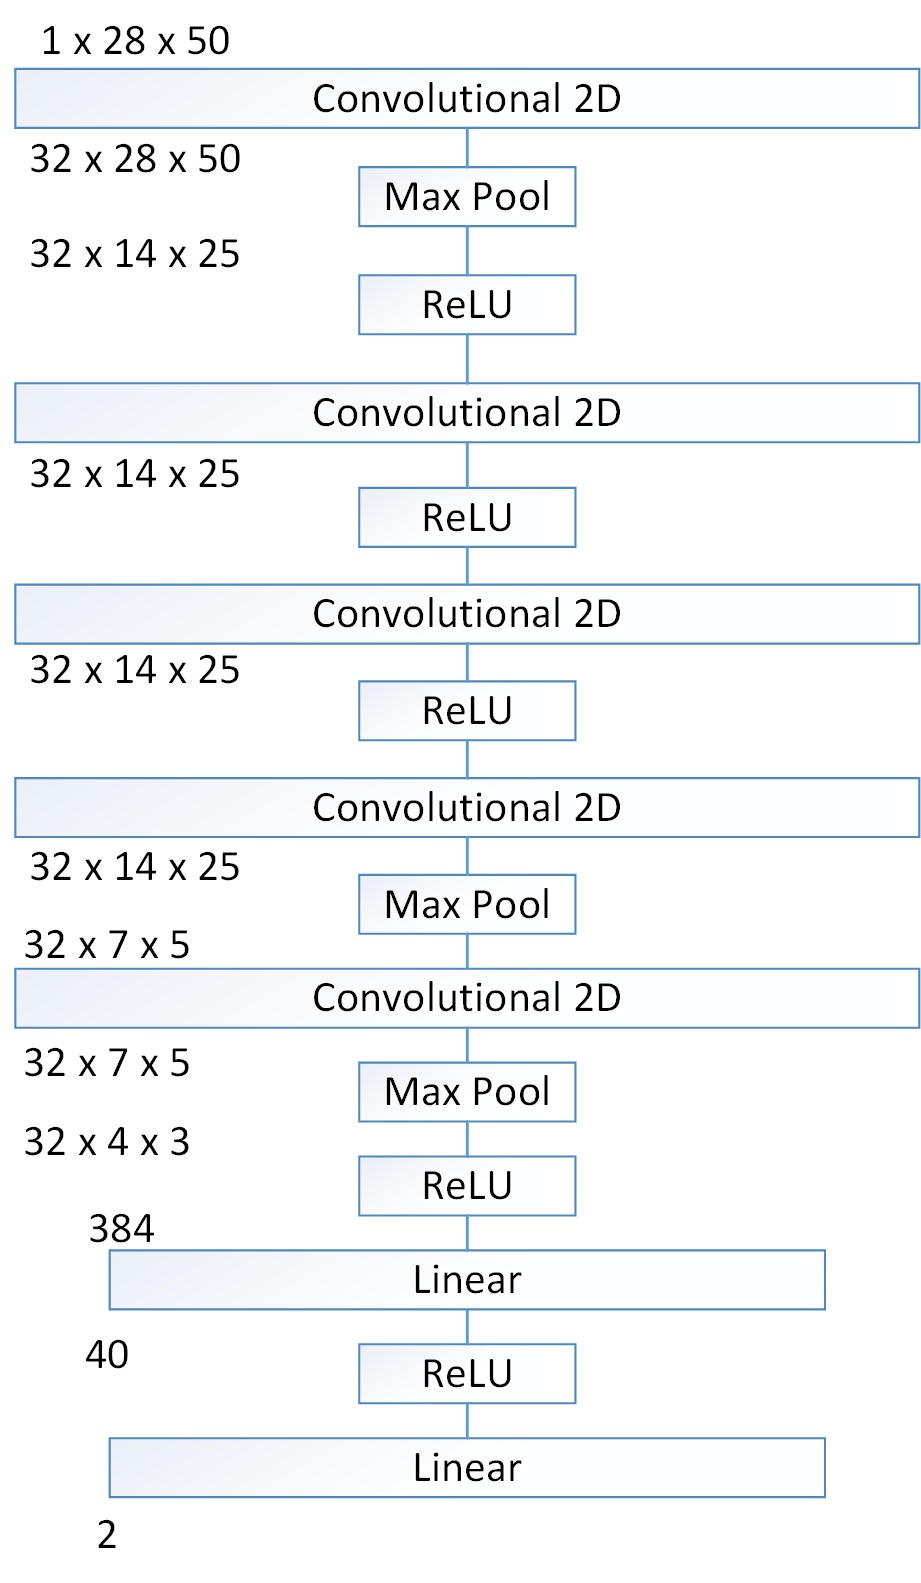 1 x 28 x 50
Convolutional 2D
32 x 28 x 50
Max Pool
32 x 14 x 25
ReLU
Convolutional 2D
32 x 14 x 25
ReLU
Convolutional 2D
32 x 14 x 25
ReLU
Convolutional 2D
32 x 14 x 25
Max Pool
32 x 7 x 5
Convolutional 2D
32 x 7 x 5
Max Pool
32 x 4 x 3
ReLU
384
Linear
40
ReLU
Linear
2